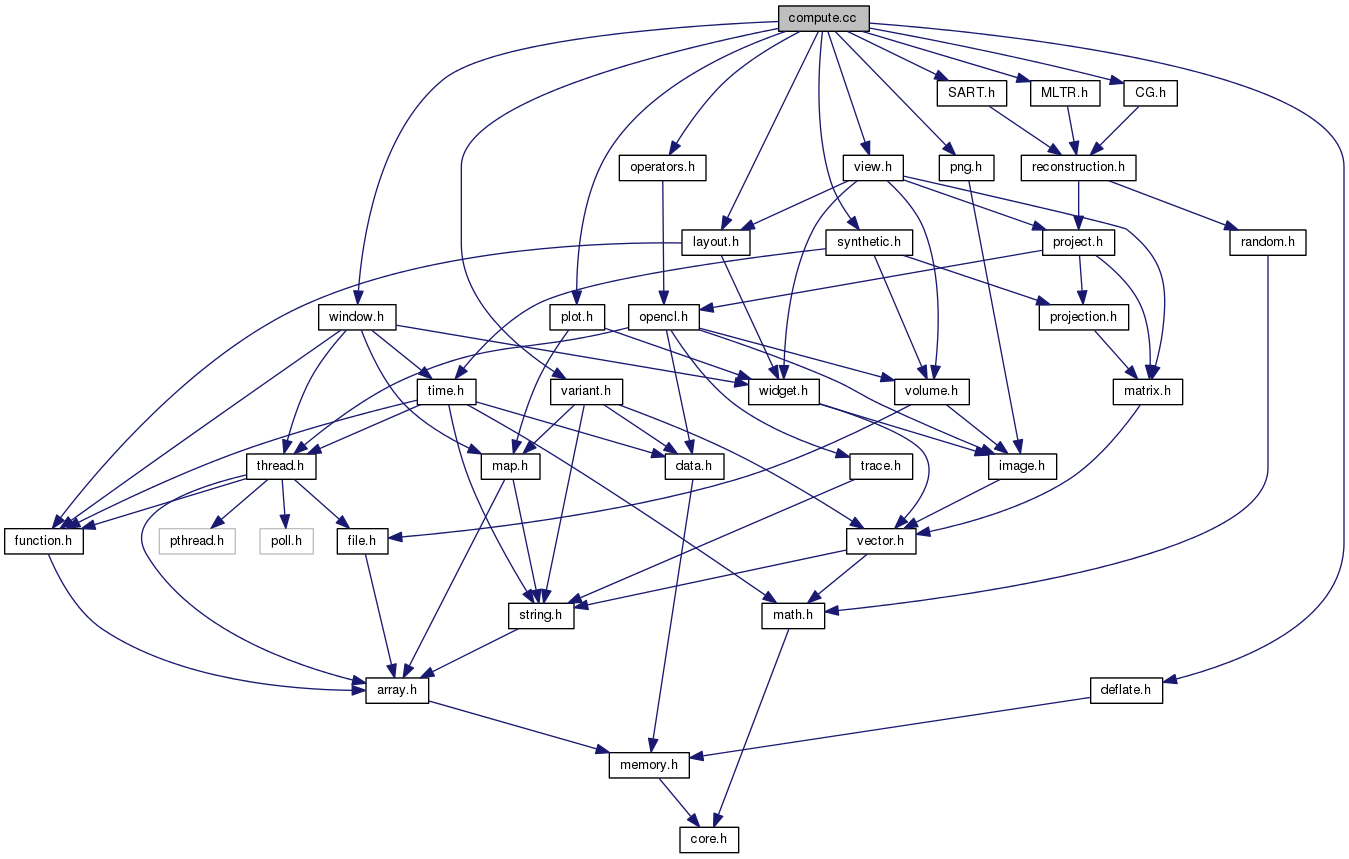 compute.cc
SART.h
MLTR.h
CG.h
operators.h
view.h
png.h
reconstruction.h
layout.h
synthetic.h
project.h
random.h
window.h
plot.h
opencl.h
projection.h
time.h
variant.h
widget.h
volume.h
matrix.h
thread.h
map.h
data.h
trace.h
image.h
function.h
pthread.h
poll.h
file.h
vector.h
string.h
math.h
array.h
deflate.h
memory.h
core.h